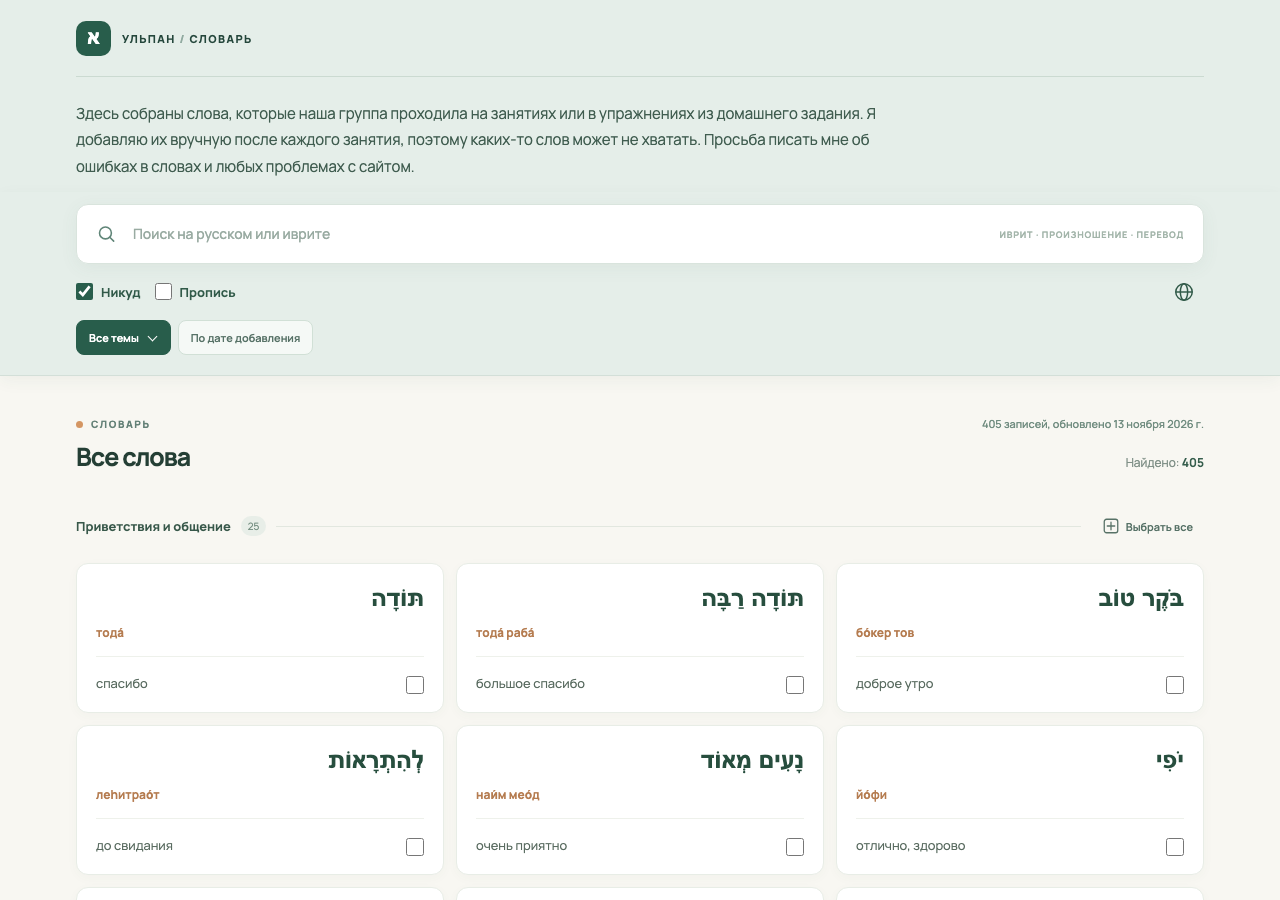 א УЛЬПАН / СЛОВАРЬ
Здесь собраны слова, которые наша группа проходила на занятиях или в упражнениях из домашнего задания. Я
добавляю их вручную после каждого занятия, поэтому каких-то слов может не хватать. Просьба писать мне об
ошибках в словах и любых проблемах с сайтом.
Поиск на русском или иврите
ИВРИТ · ПРОИЗНОШЕНИЕ · ПЕРЕВОД
Никуд
Пропись
Все темы
По дате добавления
СЛОВАРЬ
405 записей, обновлено 13 ноября 2026 г.
Все слова
Найдено: 405
Приветствия и общение 25
Выбрать все
תּוֹדָה
тода́
спасибо
תּוֹדָה רַבָּה
тода́ раба́
большое спасибо
בֹּקֶר טוֹב
бо́кер тов
доброе утро
לְהִתְרָאוֹת
леhитрао́т
до свидания
נָעִים מְאוֹד
наи́м мео́д
очень приятно
יֹפִי
йо́фи
отлично, здорово